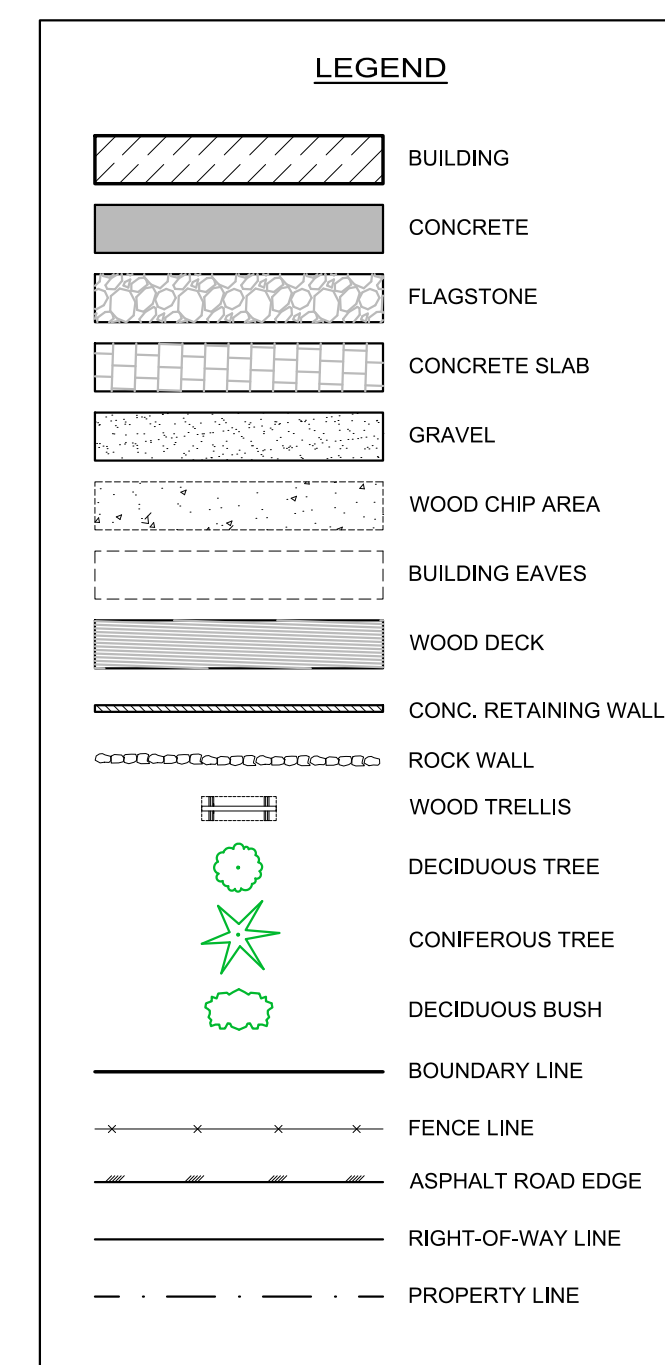 LEGEND
BUILDING
CONCRETE
FLAGSTONE
CONCRETE SLAB
GRAVEL
WOOD CHIP AREA
BUILDING EAVES
WOOD DECK
CONC. RETAINING WALL
ROCK WALL
WOOD TRELLIS
DECIDUOUS TREE
CONIFEROUS TREE
DECIDUOUS BUSH
BOUNDARY LINE
FENCE LINE
ASPHALT ROAD EDGE
RIGHT-OF-WAY LINE
PROPERTY LINE